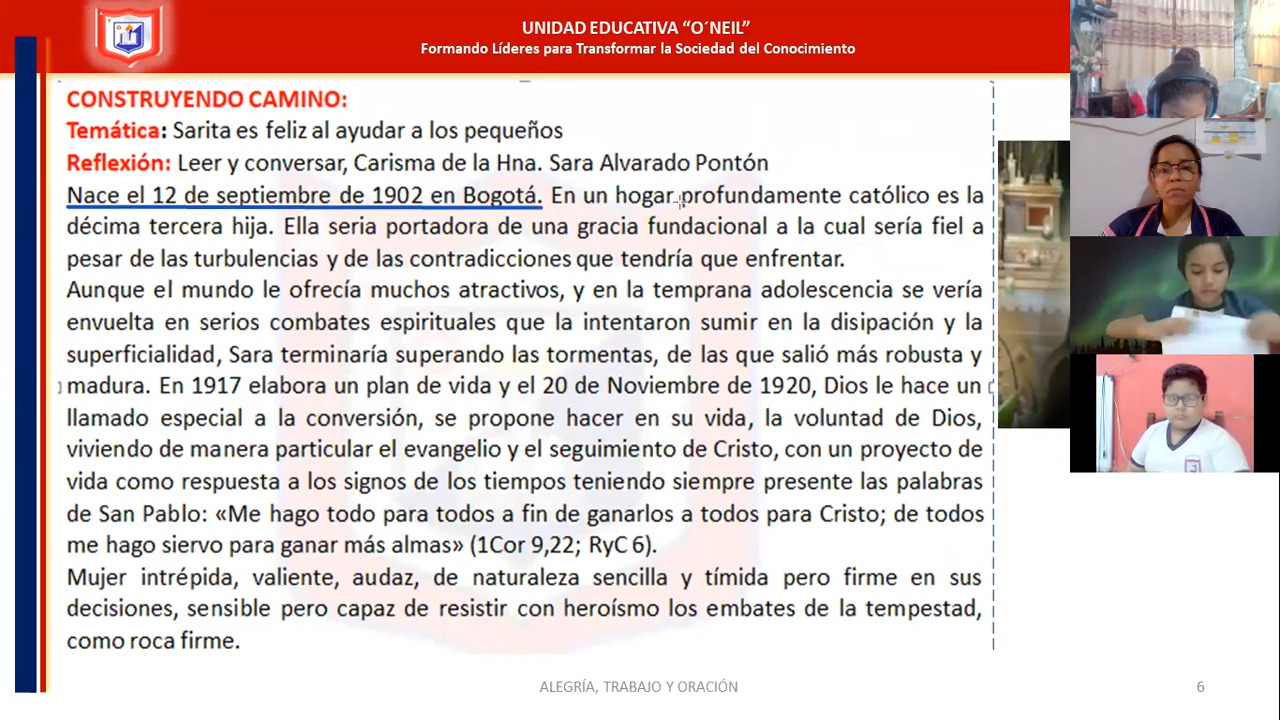 UNIDAD EDUCATIVA “O´NEIL”
Formando Líderes para Transformar la Sociedad del Conocimiento
CONSTRUYENDO CAMINO:
Temática: Sarita es feliz al ayudar a los pequeños
Reflexión: Leer y conversar, Carisma de la Hna. Sara Alvarado Pontón
Nace el 12 de septiembre de 1902 en Bogotá. En un hogar profundamente católico es la
décima tercera hija. Ella seria portadora de una gracia fundacional a la cual sería fiel a
pesar de las turbulencias y de las contradicciones que tendría que enfrentar.
Aunque el mundo le ofrecía muchos atractivos, y en la temprana adolescencia se vería
envuelta en serios combates espirituales que la intentaron sumir en la disipación y la
superficialidad, Sara terminaría superando las tormentas, de las que salió más robusta y
madura. En 1917 elabora un plan de vida y el 20 de Noviembre de 1920, Dios le hace un
llamado especial a la conversión, se propone hacer en su vida, la voluntad de Dios,
viviendo de manera particular el evangelio y el seguimiento de Cristo, con un proyecto de
vida como respuesta a los signos de los tiempos teniendo siempre presente las palabras
de San Pablo: «Me hago todo para todos a fin de ganarlos a todos para Cristo; de todos
me hago siervo para ganar más almas» (1Cor 9,22; RyC 6).
Mujer intrépida, valiente, audaz, de naturaleza sencilla y tímida pero firme en sus
decisiones, sensible pero capaz de resistir con heroísmo los embates de la tempestad,
como roca firme.
ALEGRÍA, TRABAJO Y ORACIÓN
6